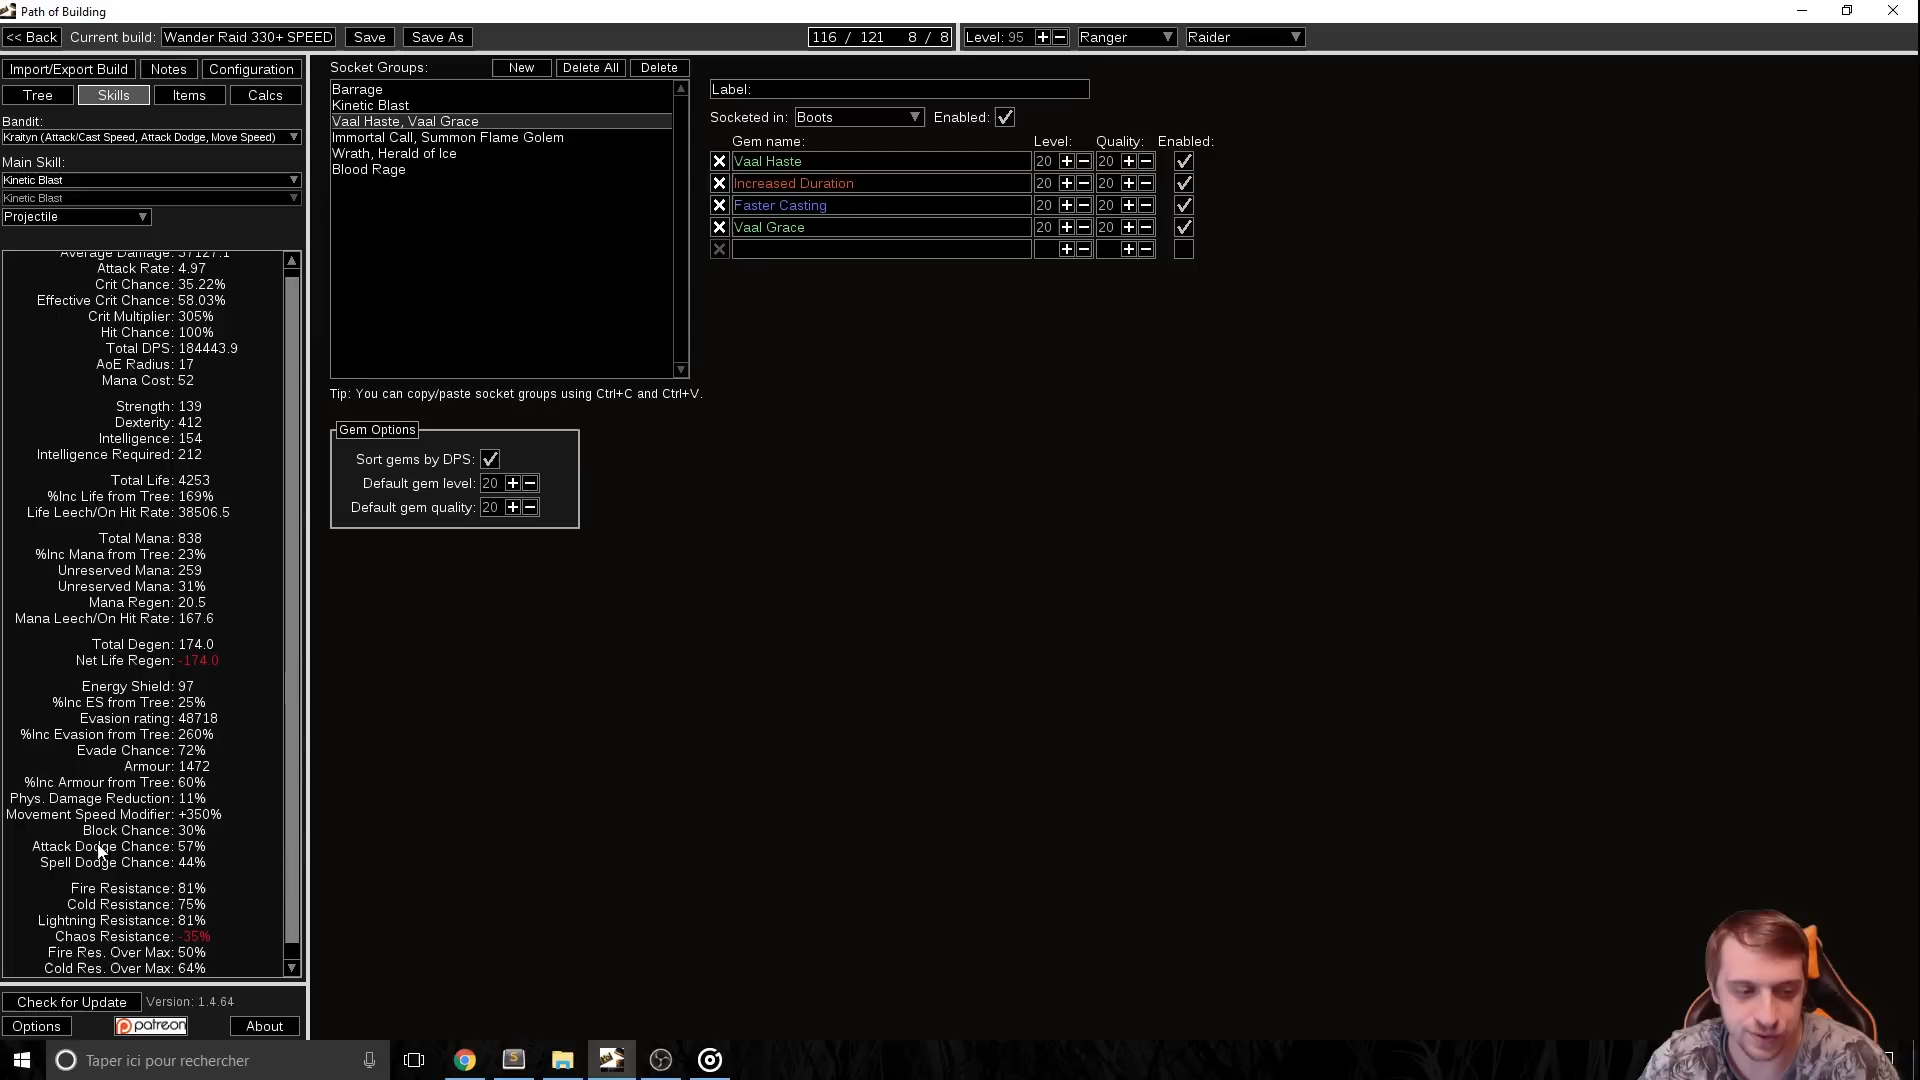 Path of Building
<< Back Current build: Wander Raid 330+ SPEED Save Save As 116 / 121 8 / 8 Level: 95 Ranger Raider
Import/Export Build Notes Configuration
Tree Skills Items Calcs
Bandit:
Kraityn (Attack/Cast Speed, Attack Dodge, Move Speed)
Main Skill:
Kinetic Blast
Kinetic Blast
Projectile
Average Damage: 37127.1
Attack Rate: 4.97
Crit Chance: 35.22%
Effective Crit Chance: 58.03%
Crit Multiplier: 305%
Hit Chance: 100%
Total DPS: 184443.9
AoE Radius: 17
Mana Cost: 52
Strength: 139
Dexterity: 412
Intelligence: 154
Intelligence Required: 212
Total Life: 4253
%Inc Life from Tree: 169%
Life Leech/On Hit Rate: 38506.5
Total Mana: 838
%Inc Mana from Tree: 23%
Unreserved Mana: 259
Unreserved Mana: 31%
Mana Regen: 20.5
Mana Leech/On Hit Rate: 167.6
Total Degen: 174.0
Net Life Regen: -174.0
Energy Shield: 97
%Inc ES from Tree: 25%
Evasion rating: 48718
%Inc Evasion from Tree: 260%
Evade Chance: 72%
Armour: 1472
%Inc Armour from Tree: 60%
Phys. Damage Reduction: 11%
Movement Speed Modifier: +350%
Block Chance: 30%
Attack Dodge Chance: 57%
Spell Dodge Chance: 44%
Fire Resistance: 81%
Cold Resistance: 75%
Lightning Resistance: 81%
Chaos Resistance: -35%
Fire Res. Over Max: 50%
Cold Res. Over Max: 64%
Check for Update Version: 1.4.64
Options patreon About
Socket Groups: New Delete All Delete
Barrage
Kinetic Blast
Vaal Haste, Vaal Grace
Immortal Call, Summon Flame Golem
Wrath, Herald of Ice
Blood Rage
Tip: You can copy/paste socket groups using Ctrl+C and Ctrl+V.
Gem Options
Sort gems by DPS:
Default gem level: 20
Default gem quality: 20
Label:
Socketed in: Boots Enabled:
Gem name: Level: Quality: Enabled:
Vaal Haste 20 20
Increased Duration 20 20
Faster Casting 20 20
Vaal Grace 20 20
Taper ici pour rechercher